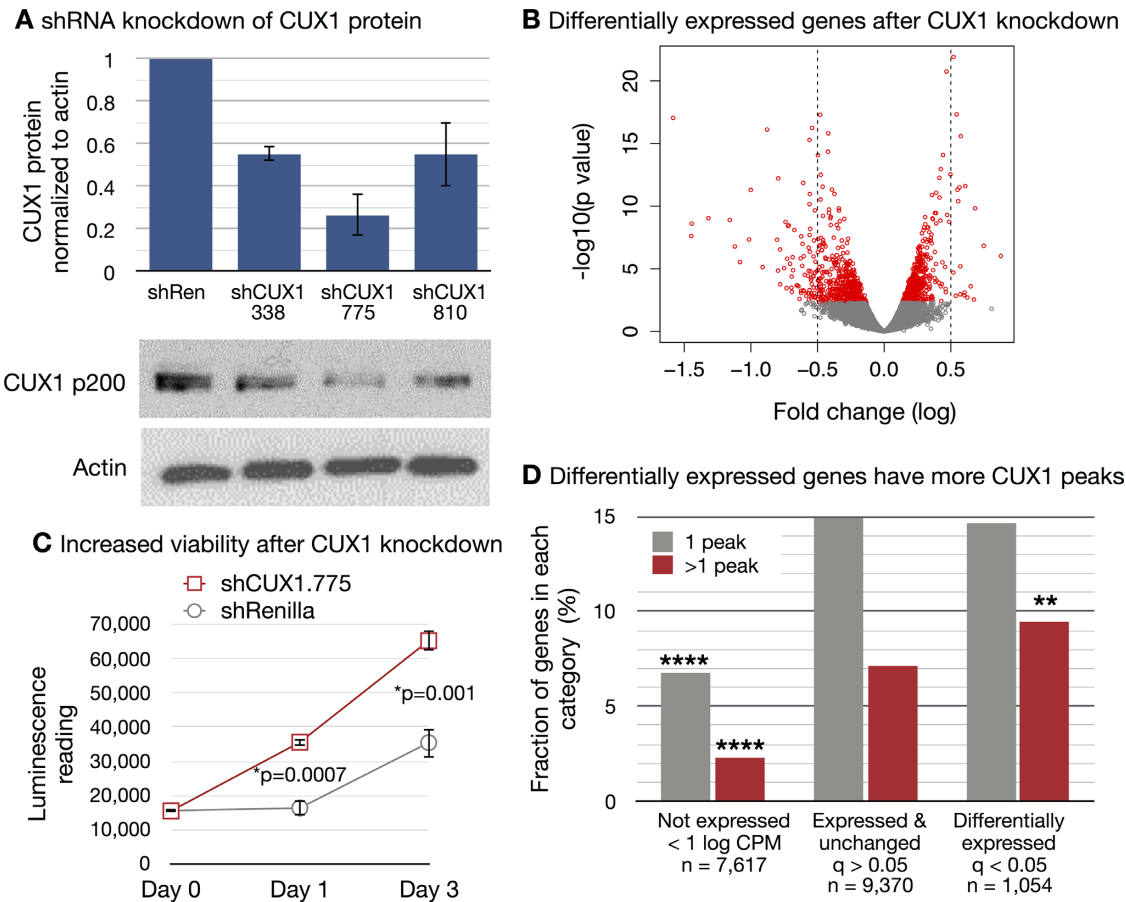 A shRNA knockdown of CUX1 protein
CUX1 protein
normalized to actin
1
0.8
0.6
0.4
0.2
0
shRen
shCUX1
338
shCUX1
775
shCUX1
810
CUX1 p200
Actin
B Differentially expressed genes after CUX1 knockdown
-log10(p value)
20
15
10
5
0
−1.5
−1.0
−0.5
0.0
0.5
Fold change (log)
C Increased viability after CUX1 knockdown
shCUX1.775
shRenilla
Luminescence
reading
70,000
60,000
50,000
40,000
30,000
20,000
10,000
0
*p=0.001
*p=0.0007
Day 0
Day 1
Day 3
D Differentially expressed genes have more CUX1 peaks
Fraction of genes in each
category (%)
15
10
5
0
1 peak
>1 peak
****
****
**
Not expressed
< 1 log CPM
n = 7,617
Expressed &
unchanged
q > 0.05
n = 9,370
Differentially
expressed
q < 0.05
n = 1,054